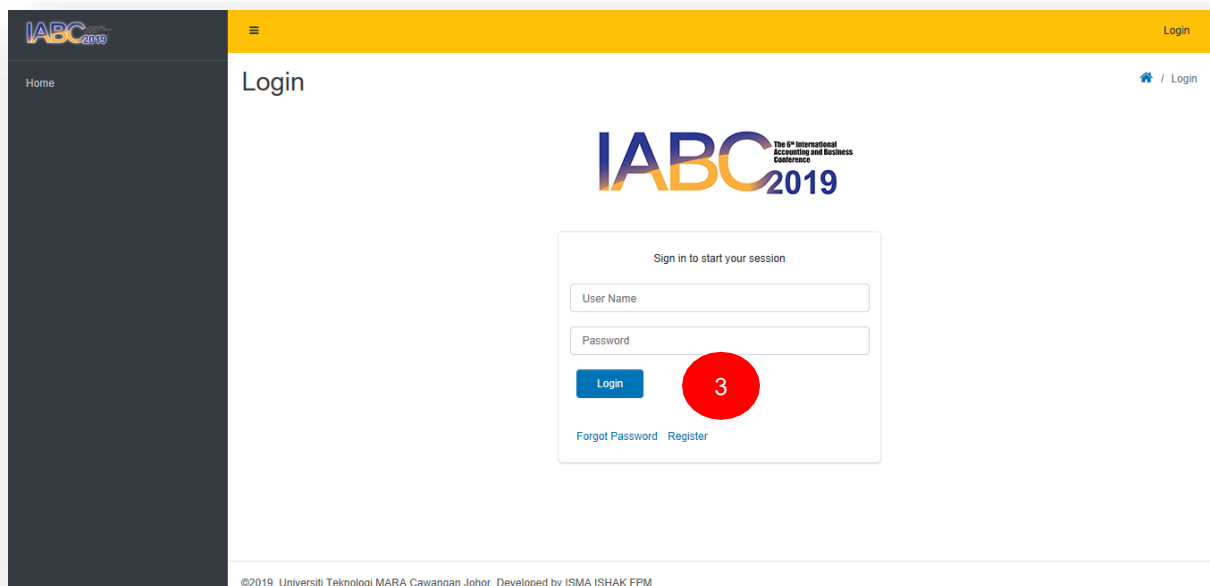 IABC
2019
≡
Login
Home
Login
/ Login
IABC
The 6th International
Accounting and Business
Conference
2019
Sign in to start your session
User Name
Password
Login
3
Forgot Password Register
©2019 Universiti Teknologi MARA Cawangan Johor. Developed by ISMA ISHAK FPM